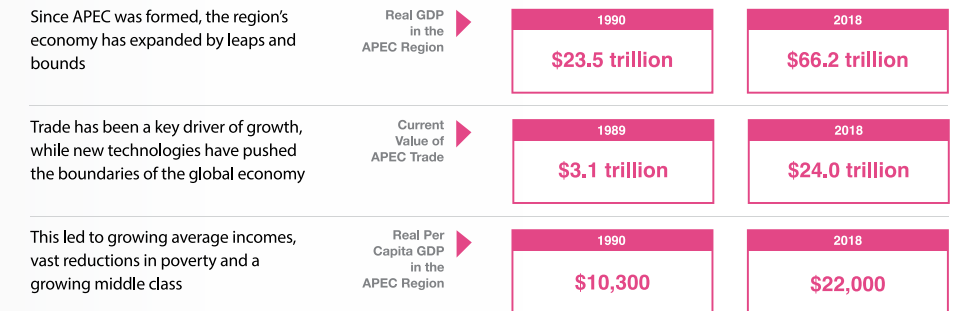 Since APEC was formed, the region's
economy has expanded by leaps and
bounds
Real GDP
in the
APEC Region
1990
$23.5 trillion
2018
$66.2 trillion
Trade has been a key driver of growth,
while new technologies have pushed
the boundaries of the global economy
Current
Value of
APEC Trade
1989
$3.1 trillion
2018
$24.0 trillion
This led to growing average incomes,
vast reductions in poverty and a
growing middle class
Real Per
Capita GDP
in the
APEC Region
1990
$10,300
2018
$22,000